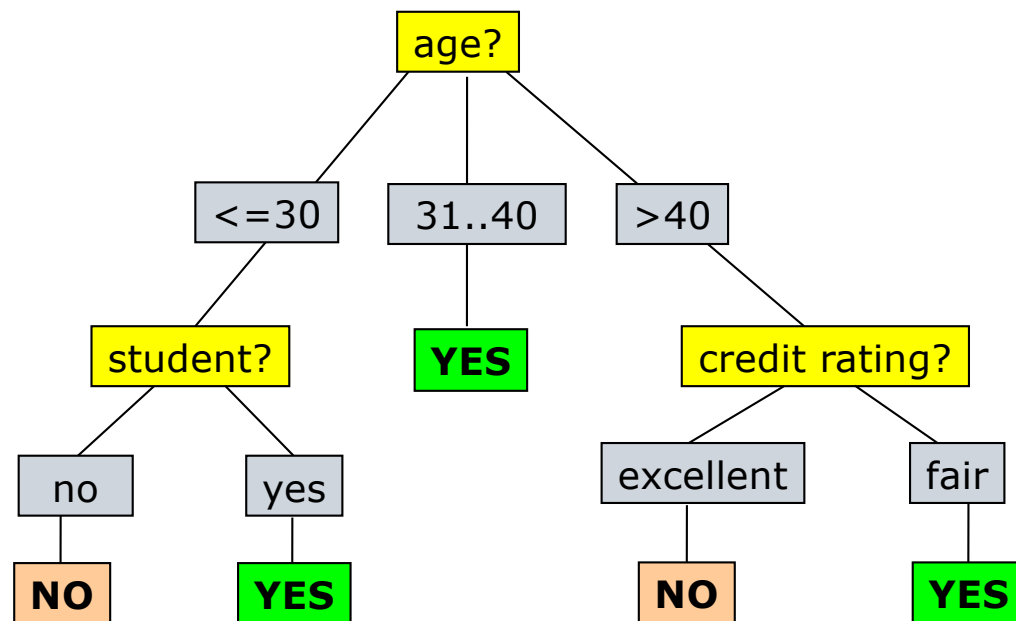 age?
<=30
31..40
>40
student?
YES
credit rating?
no
yes
excellent
fair
NO
YES
NO
YES